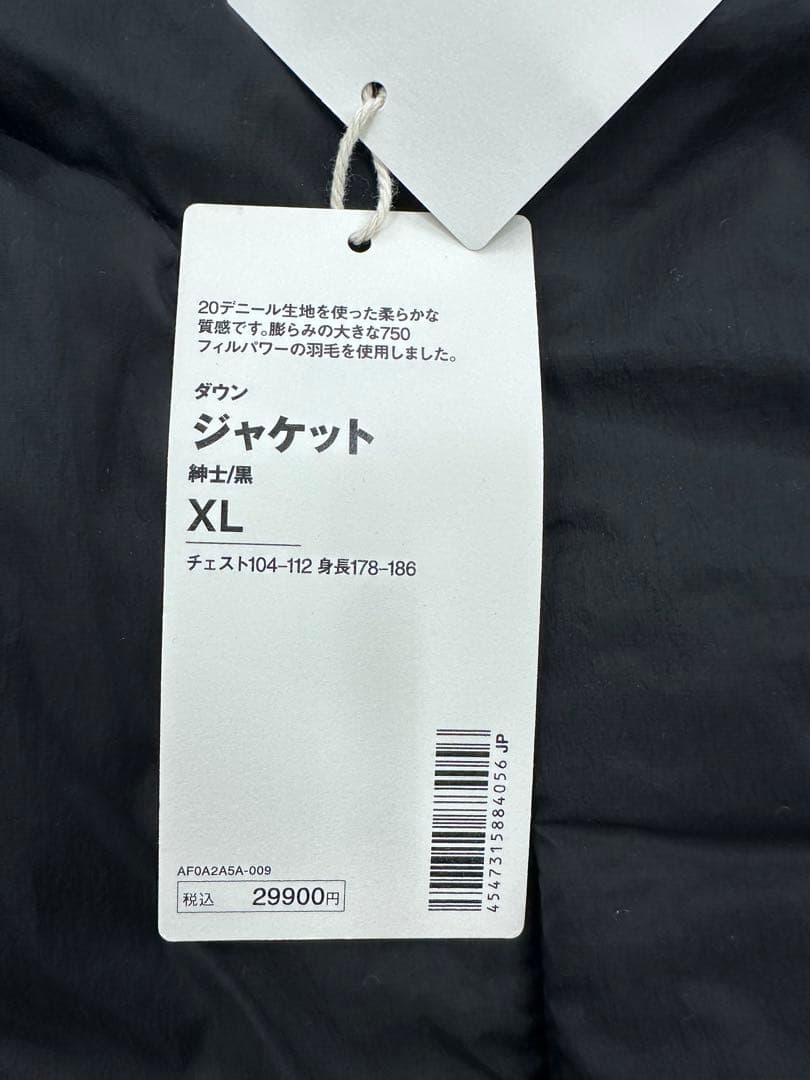 20デニール生地を使った柔らかな
質感です。膨らみの大きな750
フィルパワーの羽毛を使用しました。
ダウン
ジャケット
紳士/黒
XL
チェスト104-112 身長178-186
4547315884056 JP
AF0A2A5A-009
税込 29900円